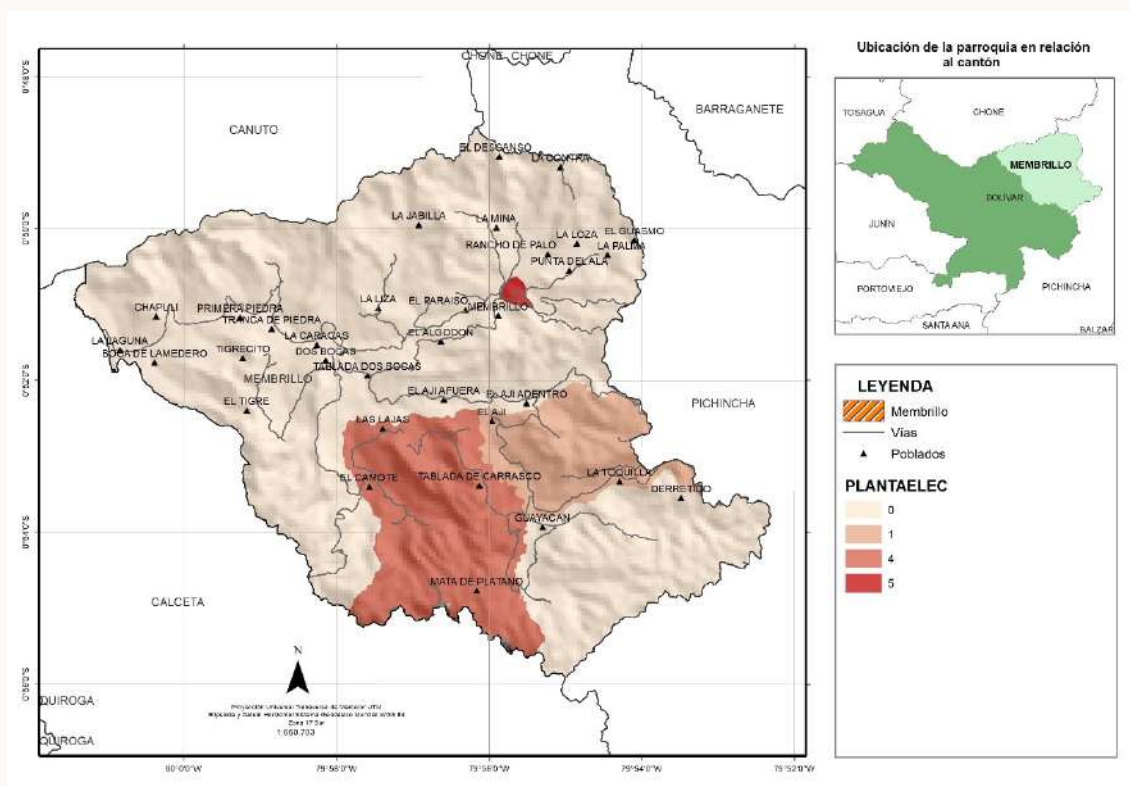 CHONE CHONE
BARRAGANETE
CANUTO
EL DESCANSO
LA CONTRA
LA JABILLA
LA MINA
LA LOZA
EL GUASMO
RANCHO DE PALO
LA PALMA
PUNTA DEL ALA
CHAPULI
PRIMERA PIEDRA
LA LIZA
EL PARAISO
MEMBRILLO
TRANCA DE PIEDRA
LA CARACAS
EL ALGODON
LA LAGUNA
BOCA DE LAMEDERO
TIGRECITO
DOS BOCAS
TABLADA DOS BOCAS
MEMBRILLO
EL TIGRE
EL AJI AFUERA
EL AJI ADENTRO
PICHINCHA
LAS LAJAS
EL AJI
EL CAMOTE
TABLADA DE CARRASCO
LA TOQUILLA
DERRETIDO
GUAYACAN
MATA DE PLATANO
CALCETA
N
QUIROGA
QUIROGA
Zona 17 Sur
80°0'0"W
79°58'0"W
79°56'0"W
79°54'0"W
79°52'0"W
Ubicación de la parroquia en relación
al cantón
TOSAGUA
CHONE
MEMBRILLO
BOLÍVAR
JUNÍN
PORTOVIEJO
PICHINCHA
SANTA ANA
BALZAR
LEYENDA
Membrillo
Vías
Poblados
PLANTAELEC
0
1
4
5